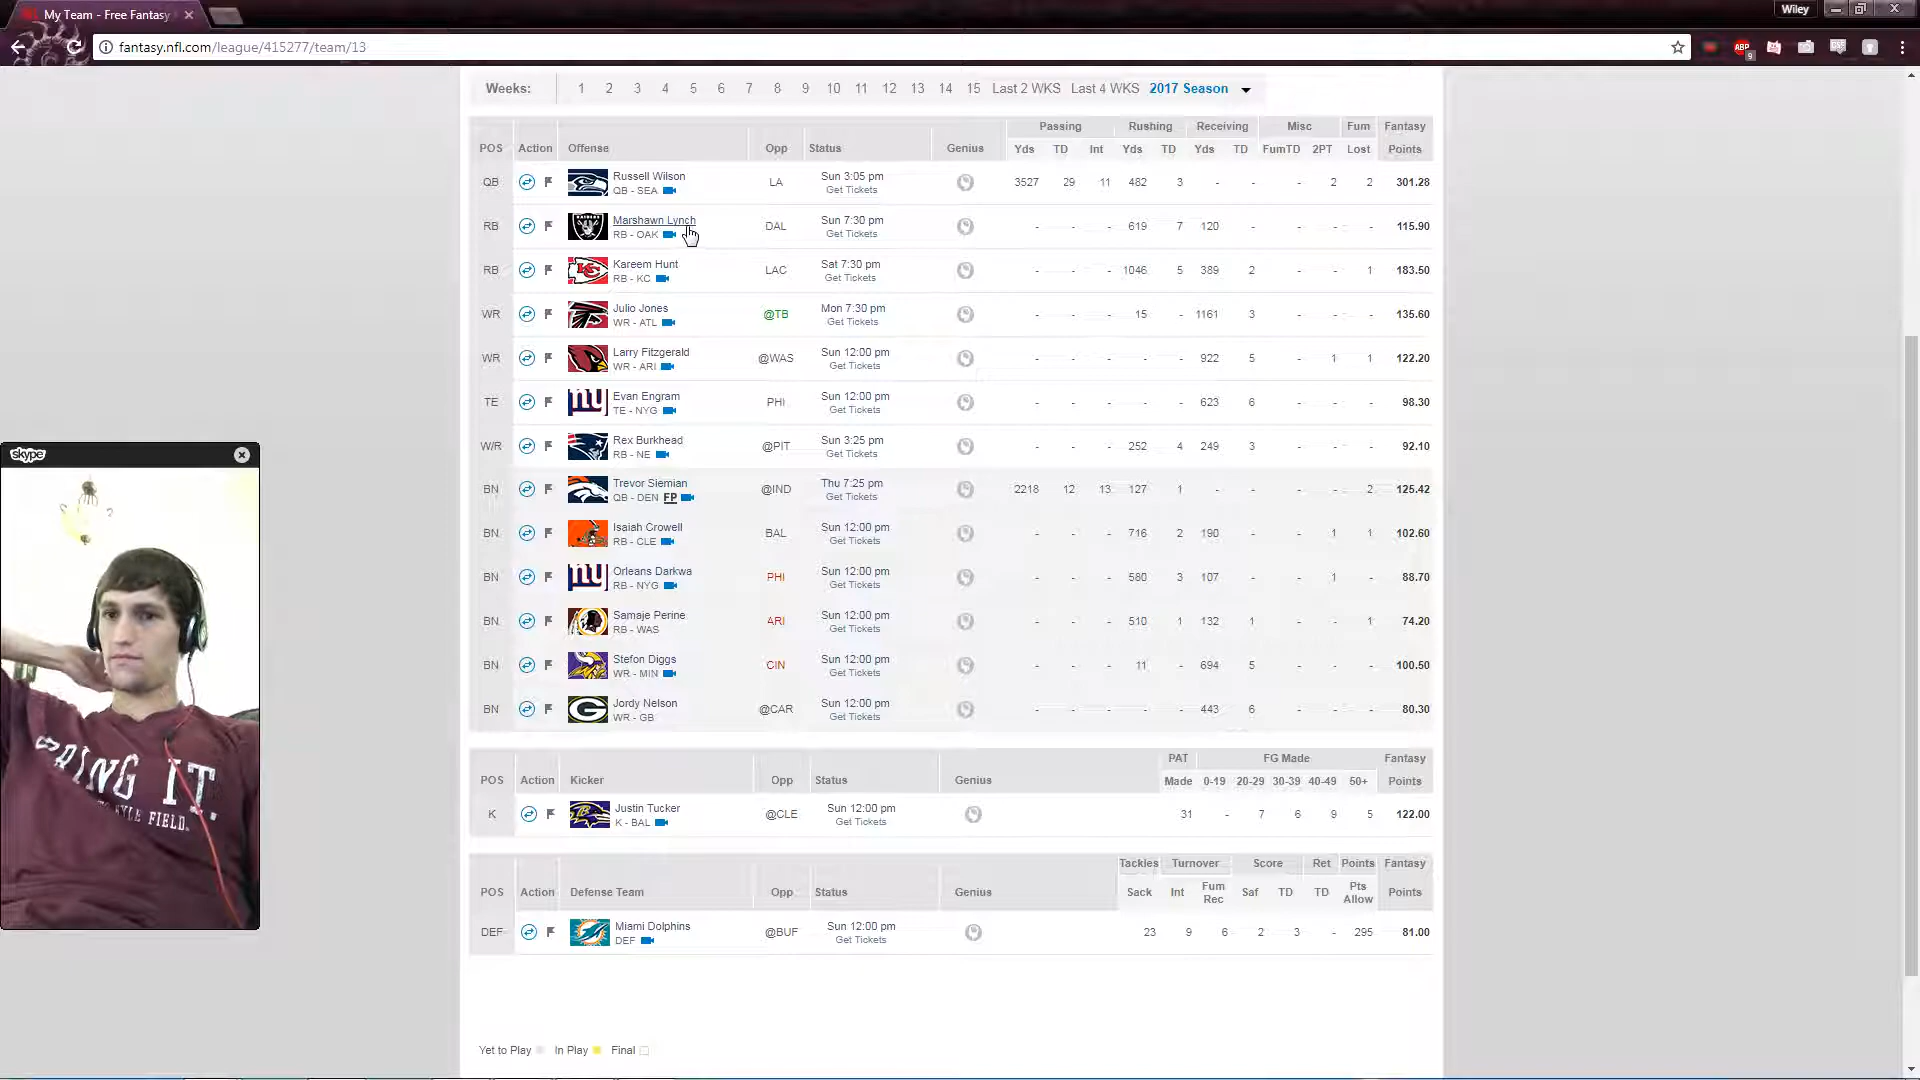 My Team - Free Fantasy
Wiley
fantasy.nfl.com/league/415277/team/13
ABP
9
Weeks: 1 2 3 4 5 6 7 8 9 10 11 12 13 14 15 Last 2 WKS Last 4 WKS 2017 Season
Passing Rushing Receiving Misc Fum Fantasy
POS Action Offense Opp Status Genius Yds TD Int Yds TD Yds TD FumTD 2PT Lost Points
QB Russell Wilson LA Sun 3:05 pm 3527 29 11 482 3 - - - 2 2 301.28
QB - SEA Get Tickets
RB Marshawn Lynch DAL Sun 7:30 pm - - - 619 7 120 - - - - 115.90
RB - OAK Get Tickets
RB Kareem Hunt LAC Sat 7:30 pm - - - 1046 5 389 2 - - 1 183.50
RB - KC Get Tickets
WR Julio Jones @TB Mon 7:30 pm - - - 15 - 1161 3 - - - 135.60
WR - ATL Get Tickets
WR Larry Fitzgerald @WAS Sun 12:00 pm - - - - - 922 5 - 1 1 122.20
WR - ARI Get Tickets
TE Evan Engram PHI Sun 12:00 pm - - - - - 623 6 - - - 98.30
TE - NYG Get Tickets
W/R Rex Burkhead @PIT Sun 3:25 pm - - - 252 4 249 3 - - - 92.10
RB - NE Get Tickets
BN Trevor Siemian @IND Thu 7:25 pm 2218 12 13 127 1 - - - - 2 125.42
QB - DEN FP Get Tickets
BN Isaiah Crowell BAL Sun 12:00 pm - - - 716 2 190 - - 1 1 102.60
RB - CLE Get Tickets
BN Orleans Darkwa PHI Sun 12:00 pm - - - 580 3 107 - - 1 - 88.70
RB - NYG Get Tickets
BN Samaje Perine ARI Sun 12:00 pm - - - 510 1 132 1 - - 1 74.20
RB - WAS Get Tickets
BN Stefon Diggs CIN Sun 12:00 pm - - - 11 - 694 5 - - - 100.50
WR - MIN Get Tickets
BN Jordy Nelson @CAR Sun 12:00 pm - - - - - 443 6 - - - 80.30
WR - GB Get Tickets
PAT FG Made Fantasy
POS Action Kicker Opp Status Genius Made 0-19 20-29 30-39 40-49 50+ Points
K Justin Tucker @CLE Sun 12:00 pm 31 - 7 6 9 5 122.00
K - BAL Get Tickets
Tackles Turnover Score Ret Points Fantasy
POS Action Defense Team Opp Status Genius Sack Int Fum Rec Saf TD TD Pts Allow Points
DEF Miami Dolphins @BUF Sun 12:00 pm 23 9 6 2 3 - 295 81.00
DEF Get Tickets
Yet to Play In Play Final
skype
RING IT.
KYLE FIELD.